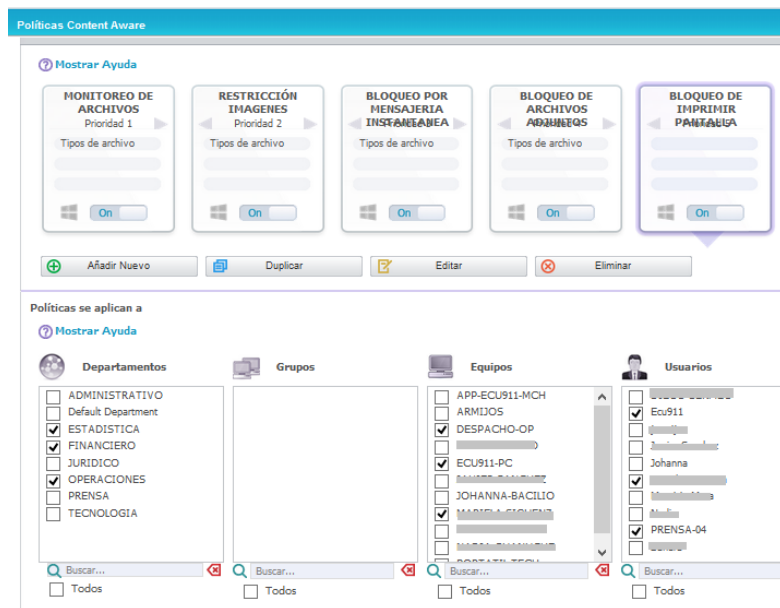 Políticas Content Aware
Mostrar Ayuda
MONITOREO DE
ARCHIVOS
Prioridad 1
Tipos de archivo
On
RESTRICCIÓN
IMAGENES
Prioridad 2
Tipos de archivo
On
BLOQUEO POR
MENSAJERIA
INSTANTANEA
Tipos de archivo
On
BLOQUEO DE
ARCHIVOS
ADJUNTOS
Tipos de archivo
On
BLOQUEO DE
IMPRIMIR
PANTALLA
On
Añadir Nuevo
Duplicar
Editar
Eliminar
Políticas se aplican a
Mostrar Ayuda
Departamentos
ADMINISTRATIVO
Default Department
ESTADISTICA
FINANCIERO
JURIDICO
OPERACIONES
PRENSA
TECNOLOGIA
Buscar...
Todos
Grupos
Buscar...
Todos
Equipos
APP-ECU911-MCH
ARMIJOS
DESPACHO-OP
ECU911-PC
JOHANNA-BACILIO
Buscar...
Todos
Usuarios
Ecu911
Johanna
PRENSA-04
Buscar...
Todos